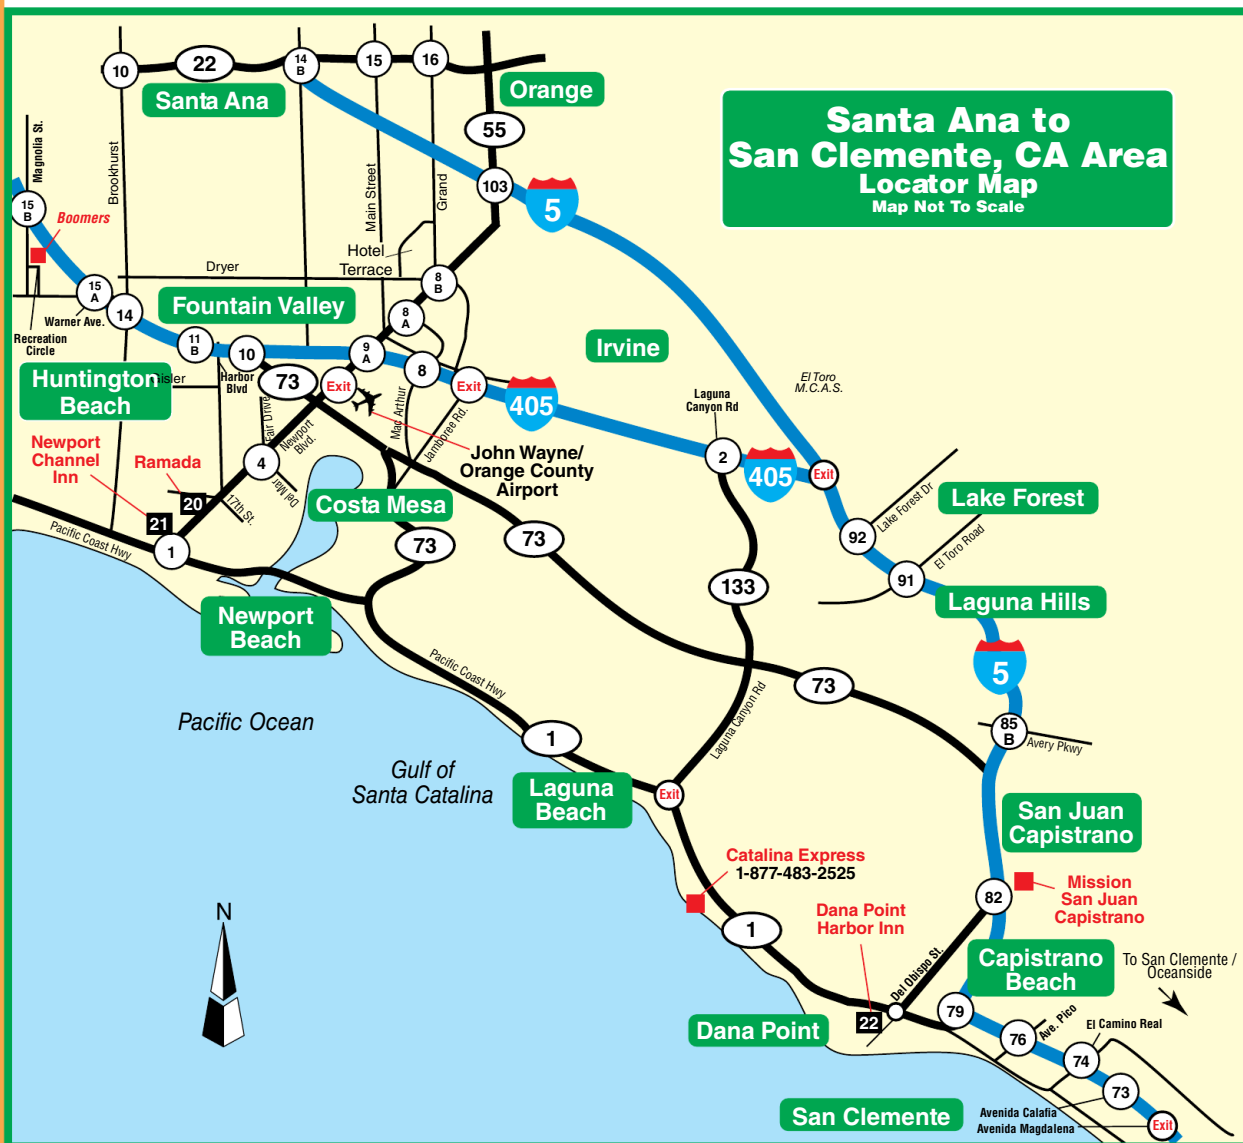 Santa Ana to
San Clemente, CA Area
Locator Map
Map Not To Scale
10
22
14
B
15
16
Santa Ana
Orange
55
103
5
Magnolia St.
Brookhurst
Main Street
Grand
15
B
Boomers
Hotel
Terrace
Dryer
8
B
15
A
Warner Ave.
14
Fountain Valley
8
A
Recreation
Circle
11
B
10
9
A
8
Irvine
Huntington
Beach
Gisler
Harbor
Blvd
73
Exit
Exit
405
El Toro
M.C.A.S.
Laguna
Canyon Rd
Fair Drive
Newport
Blvd.
Mac Arthur
Jamboree Rd.
John Wayne/
Orange County
Airport
2
405
Exit
Newport
Channel
Inn
Ramada
4
Del Mar
20
17th St.
21
Costa Mesa
Lake Forest Dr
Lake Forest
Pacific Coast Hwy
1
73
73
92
El Toro Road
91
133
Laguna Hills
Newport
Beach
Pacific Coast Hwy
5
73
Laguna Canyon Rd
Pacific Ocean
1
85
B
Avery Pkwy
Gulf of
Santa Catalina
Laguna
Beach
Exit
San Juan
Capistrano
Catalina Express
1-877-483-2525
82
Mission
San Juan
Capistrano
Dana Point
Harbor Inn
1
N
Del Obispo St.
Capistrano
Beach
To San Clemente /
Oceanside
22
Dana Point
79
76
Ave. Pico
El Camino Real
74
73
San Clemente
Avenida Calafia
Avenida Magdalena
Exit